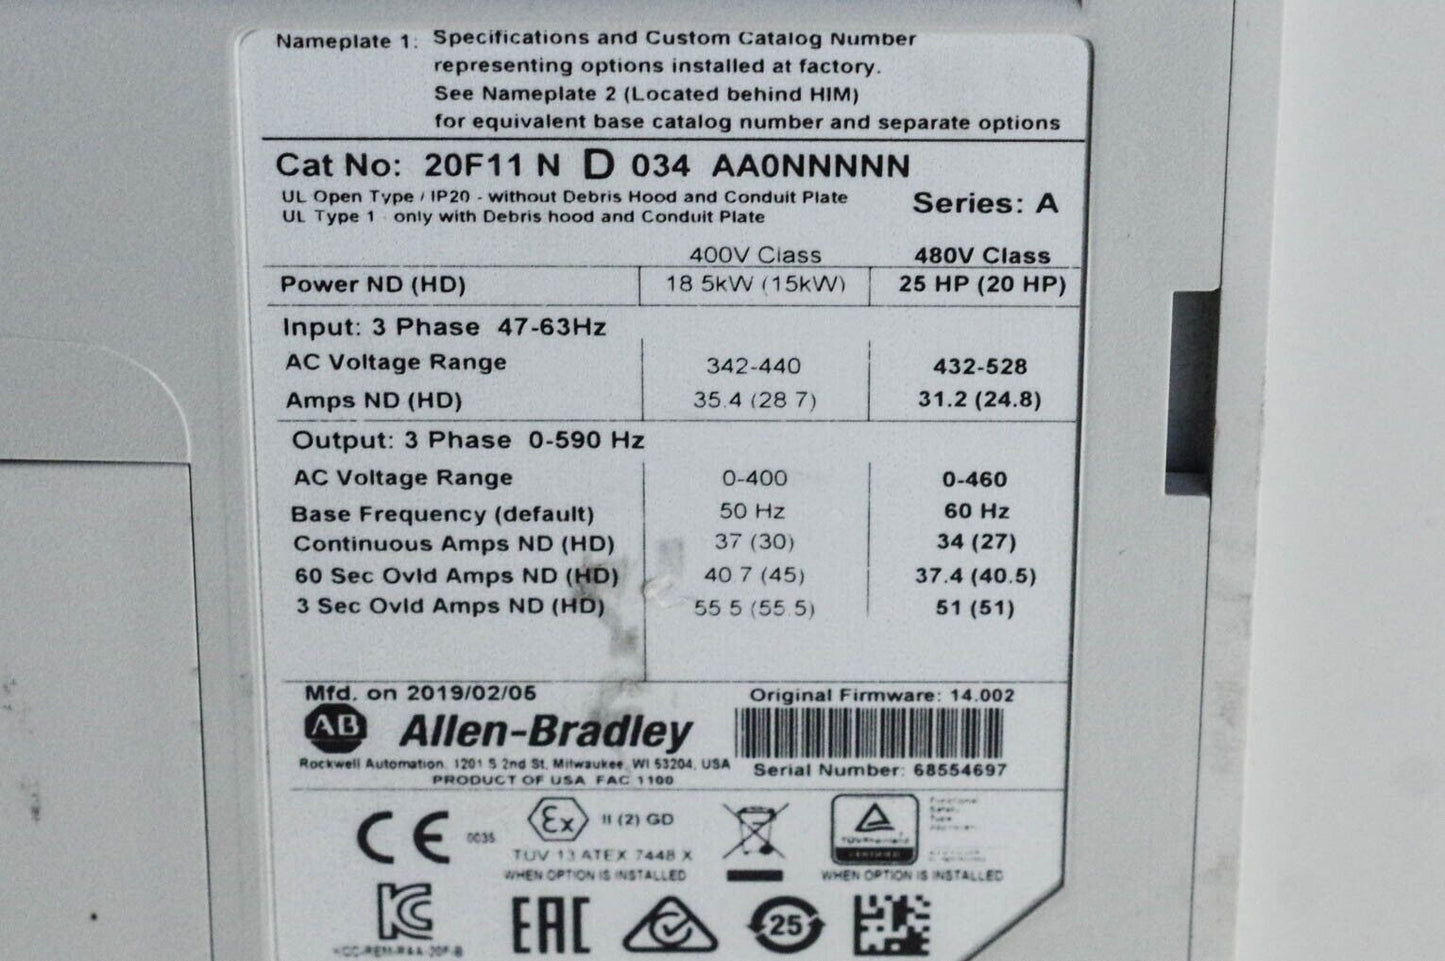 Nameplate 1: Specifications and Custom Catalog Number
representing options installed at factory.
See Nameplate 2 (Located behind HIM)
for equivalent base catalog number and separate options
Cat No: 20F11 N D 034 AA0NNNNN
UL Open Type / IP20 - without Debris Hood and Conduit Plate
UL Type 1 only with Debris hood and Conduit Plate
Series: A
400V Class 480V Class
Power ND (HD) 18 5kW (15kW) 25 HP (20 HP)
Input: 3 Phase 47-63Hz
AC Voltage Range 342-440 432-528
Amps ND (HD) 35.4 (28 7) 31.2 (24.8)
Output: 3 Phase 0-590 Hz
AC Voltage Range 0-400 0-460
Base Frequency (default) 50 Hz 60 Hz
Continuous Amps ND (HD) 37 (30) 34 (27)
60 Sec Ovld Amps ND (HD) 40 7 (45) 37.4 (40.5)
3 Sec Ovld Amps ND (HD) 55 5 (55 5) 51 (51)
Mfd. on 2019/02/05 Original Firmware: 14.002
AB Allen-Bradley
Rockwell Automation, 1201 S 2nd St, Milwaukee, WI 53204, USA
PRODUCT OF USA FAC 1100
Serial Number: 68554697
CE 0035
Ex II (2) GD
TUV 13 ATEX 7448 X
WHEN OPTION IS INSTALLED
WHEN OPTION IS INSTALLED
KC
EAC
25